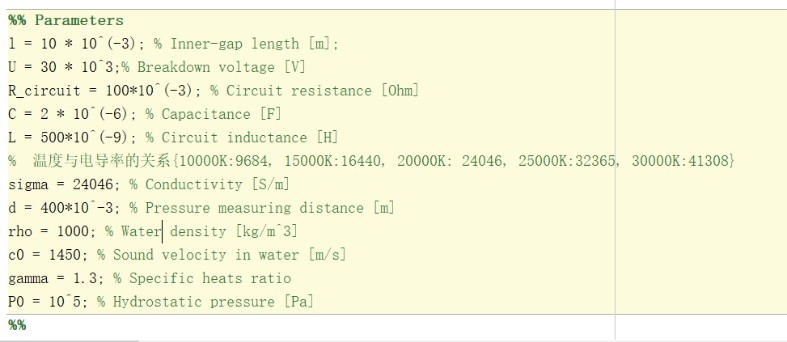 %% Parameters
l = 10 * 10^(-3); % Inner-gap length [m];
U = 30 * 10^3;% Breakdown voltage [V]
R_circuit = 100*10^(-3); % Circuit resistance [Ohm]
C = 2 * 10^(-6); % Capacitance [F]
L = 500*10^(-9); % Circuit inductance [H]
%  温度与电导率的关系{10000K:9684, 15000K:16440, 20000K: 24046, 25000K:32365, 30000K:41308}
sigma = 24046; % Conductivity [S/m]
d = 400*10^-3; % Pressure measuring distance [m]
rho = 1000; % Water density [kg/m^3]
c0 = 1450; % Sound velocity in water [m/s]
gamma = 1.3; % Specific heats ratio
P0 = 10^5; % Hydrostatic pressure [Pa]
%%